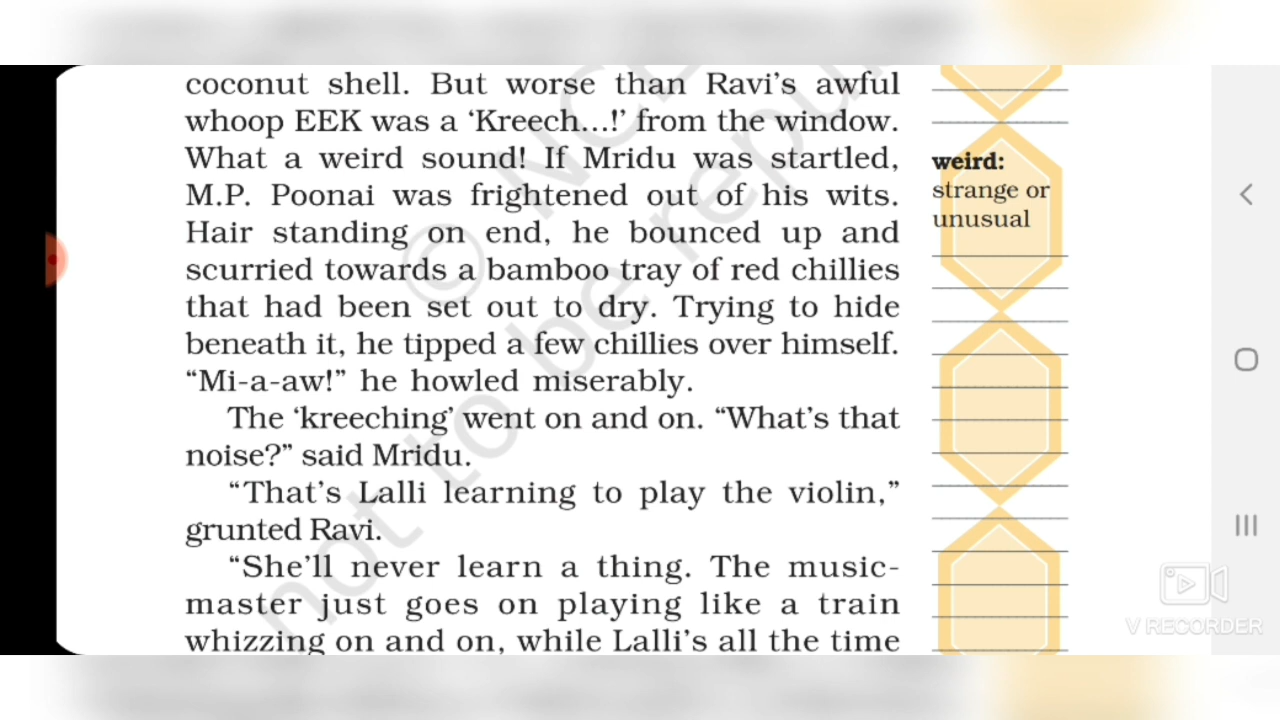 coconut shell. But worse than Ravi's awful
whoop EEK was a 'Kreech...!' from the window.
What a weird sound! If Mridu was startled,
M.P. Poonai was frightened out of his wits.
Hair standing on end, he bounced up and
scurried towards a bamboo tray of red chillies
that had been set out to dry. Trying to hide
beneath it, he tipped a few chillies over himself.
“Mi-a-aw!” he howled miserably.
The 'kreeching' went on and on. “What's that
noise?” said Mridu.
“That's Lalli learning to play the violin,”
grunted Ravi.
“She'll never learn a thing. The music-
master just goes on playing like a train
whizzing on and on, while Lalli's all the time
weird:
strange or
unusual
not to be republ
© NCE
V RECORDER